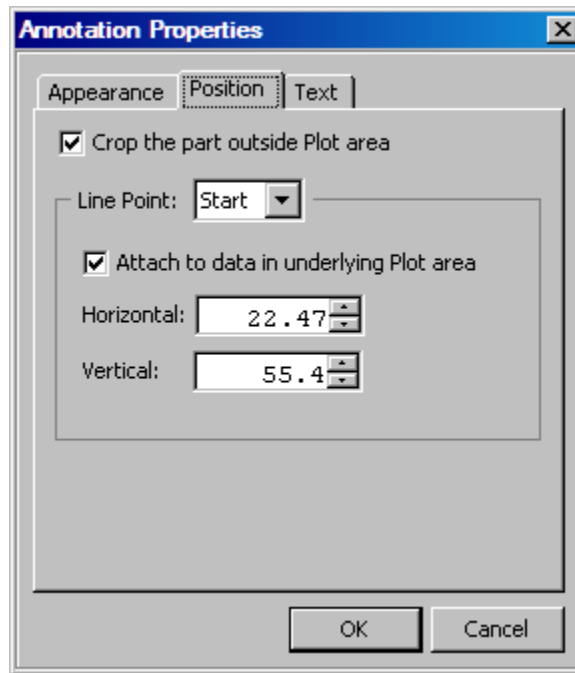 Annotation Properties
Appearance Position Text
Crop the part outside Plot area
Line Point: Start
Attach to data in underlying Plot area
Horizontal: 22.47
Vertical: 55.4
OK Cancel